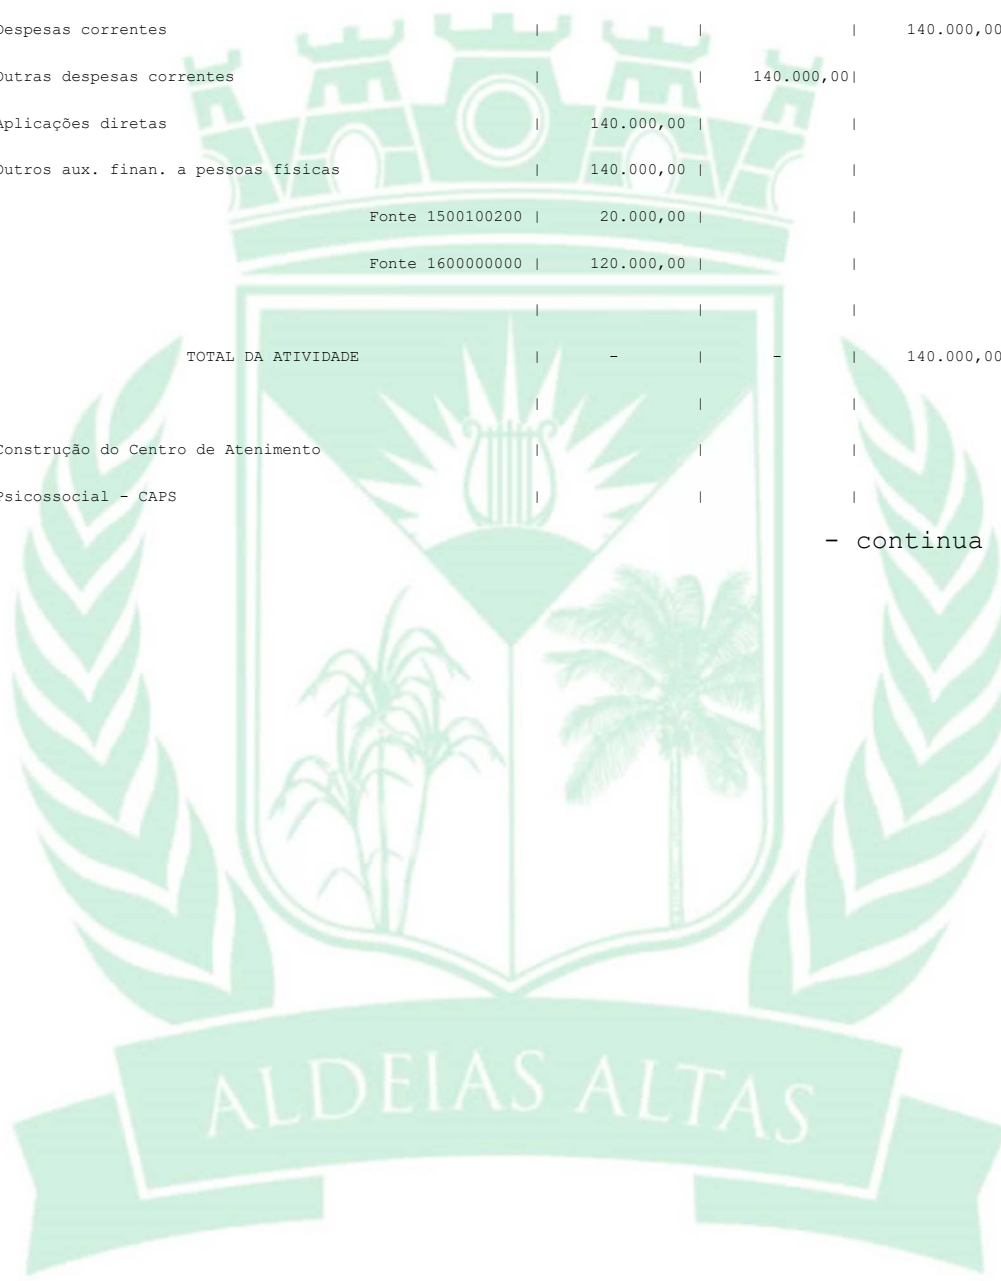 Despesas correntes | | | 140.000,00
Outras despesas correntes | | 140.000,00|
Aplicações diretas | 140.000,00 | |
Outros aux. finan. a pessoas físicas | 140.000,00 | |
Fonte 1500100200 | 20.000,00 | |
Fonte 1600000000 | 120.000,00 | |
| | |
TOTAL DA ATIVIDADE | - | - | 140.000,00
| | |
Construção do Centro de Atenimento | | |
Psicossocial - CAPS | | |
- continua
ALDEIAS ALTAS